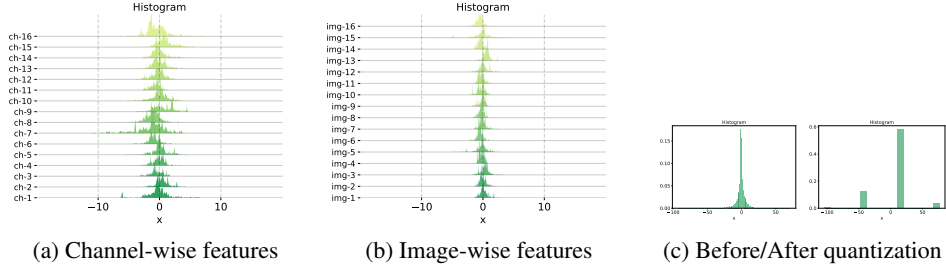 Histogram
ch-16
ch-15
ch-14
ch-13
ch-12
ch-11
ch-10
ch-9
ch-8
ch-7
ch-6
ch-5
ch-4
ch-3
ch-2
ch-1
−10 0 10
x
(a) Channel-wise features
Histogram
img-16
img-15
img-14
img-13
img-12
img-11
img-10
img-9
img-8
img-7
img-6
img-5
img-4
img-3
img-2
img-1
−10 0 10
x
(b) Image-wise features
Histogram
0.15
0.10
0.05
0.00
−100 −50 0 50
x
Histogram
0.6
0.4
0.2
0.0
−100 −50 0 50
x
(c) Before/After quantization